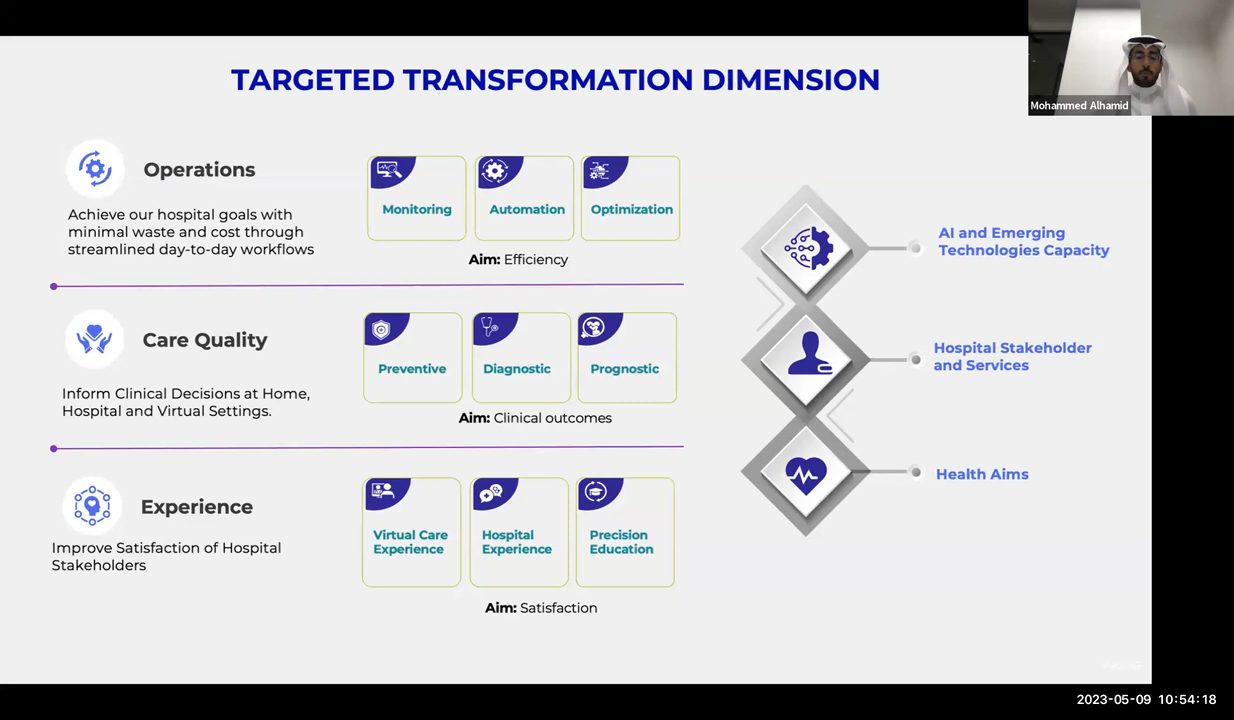 TARGETED TRANSFORMATION DIMENSION
Mohammed Alhamid
Operations
Achieve our hospital goals with
minimal waste and cost through
streamlined day-to-day workflows
Monitoring
Automation
Optimization
Aim: Efficiency
Care Quality
Inform Clinical Decisions at Home,
Hospital and Virtual Settings.
Preventive
Diagnostic
Prognostic
Aim: Clinical outcomes
Experience
Improve Satisfaction of Hospital
Stakeholders
Virtual Care
Experience
Hospital
Experience
Precision
Education
Aim: Satisfaction
AI and Emerging
Technologies Capacity
Hospital Stakeholder
and Services
Health Aims
2023-05-09 10:54:18